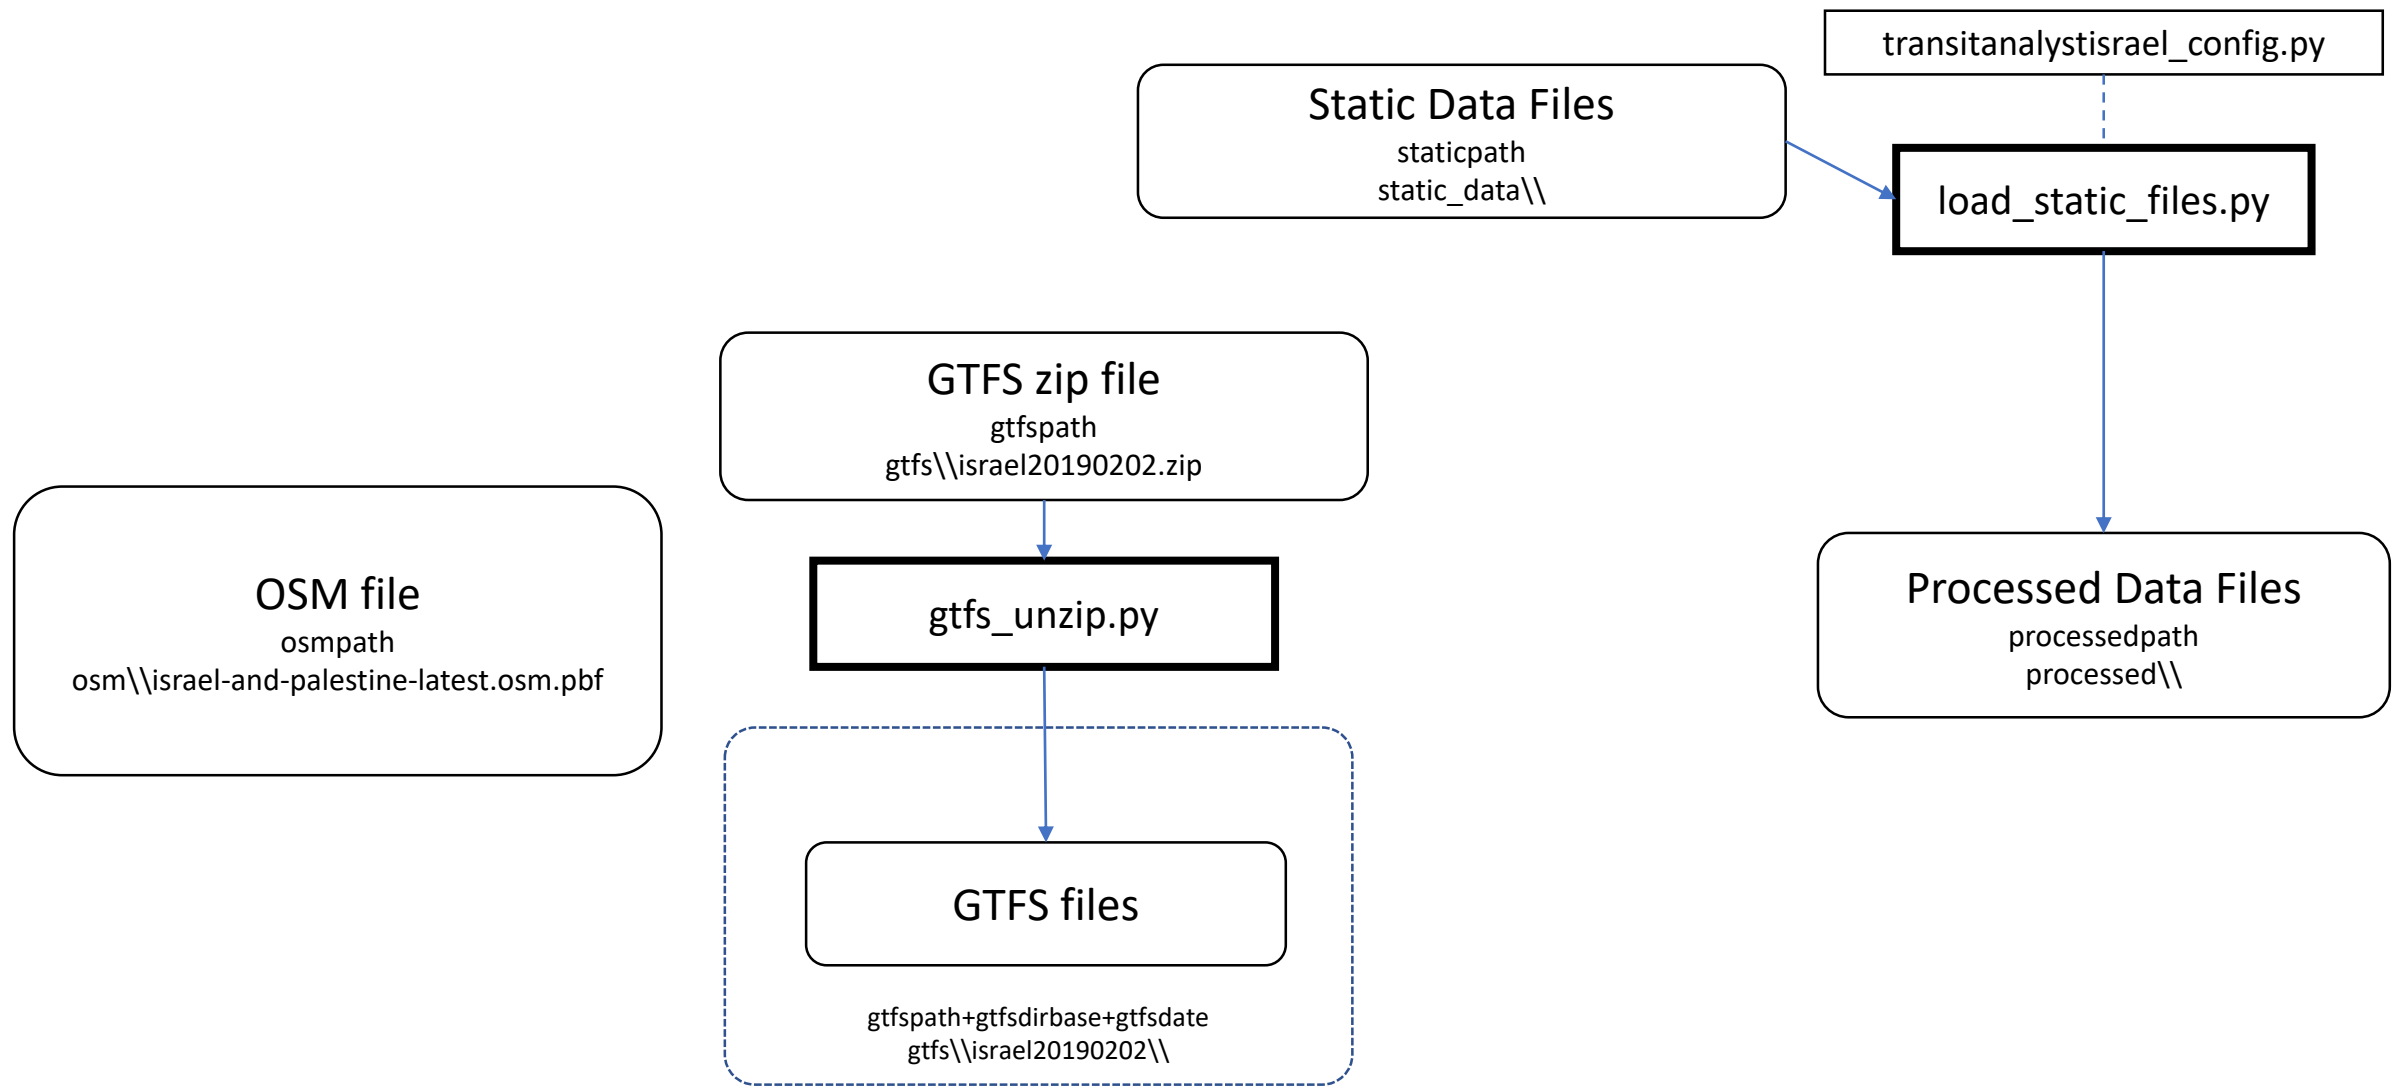 transitanalystisrael_config.py
Static Data Files
staticpath
static_data\\
load_static_files.py
GTFS zip file
gtfspath
gtfs\\israel20190202.zip
OSM file
osmpath
osm\\israel-and-palestine-latest.osm.pbf
gtfs_unzip.py
Processed Data Files
processedpath
processed\\
GTFS files
gtfspath+gtfsdirbase+gtfsdate
gtfs\\israel20190202\\